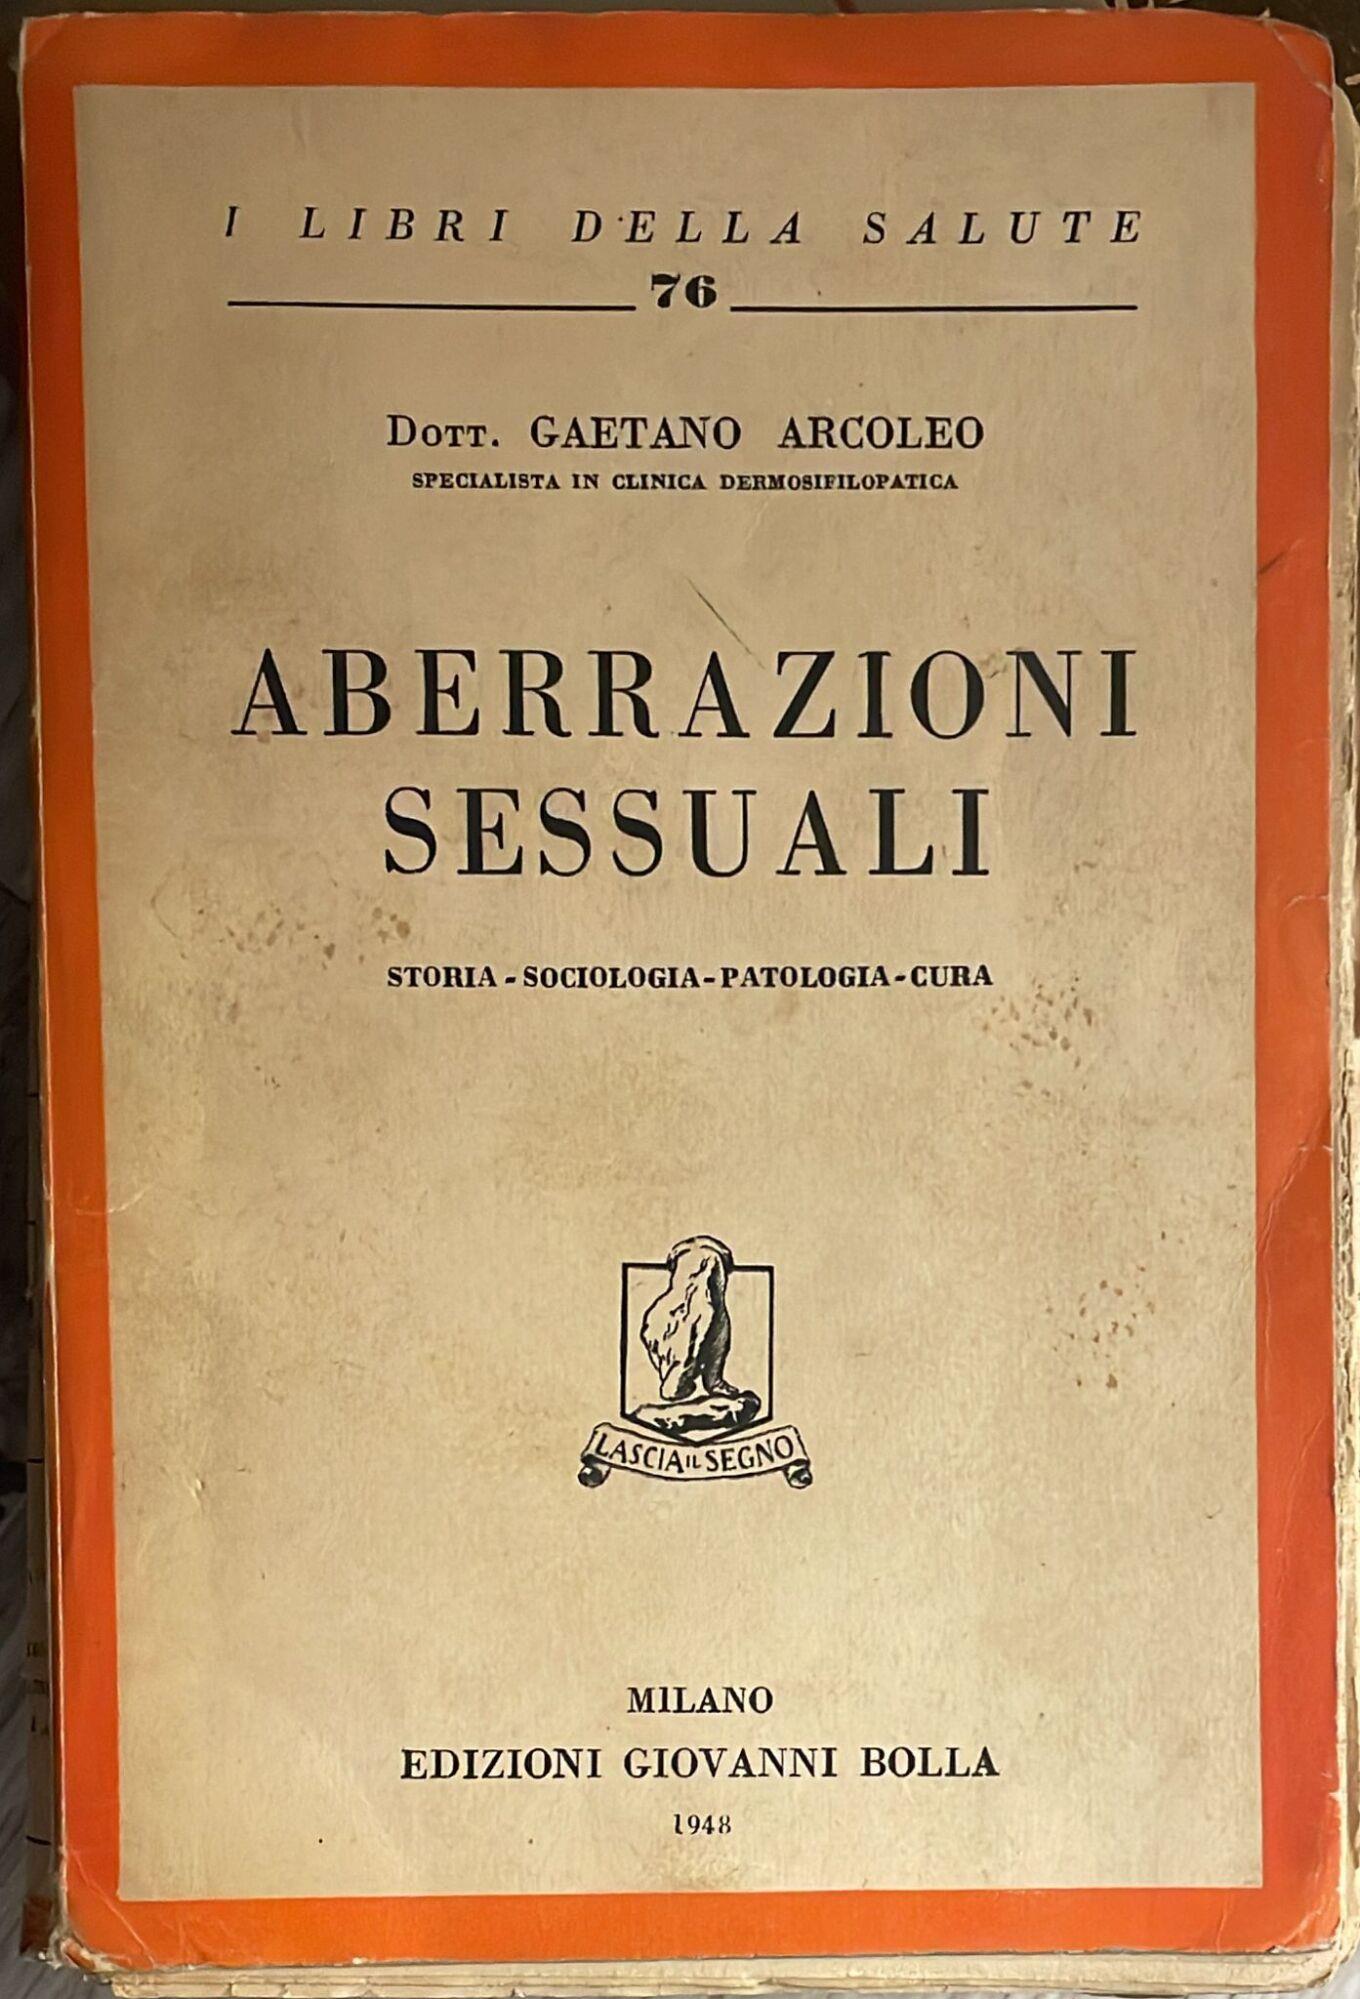 I LIBRI DELLA SALUTE
76
DOTT. GAETANO ARCOLEO
SPECIALISTA IN CLINICA DERMOSIFILOPATICA
ABERRAZIONI
SESSUALI
STORIA - SOCIOLOGIA - PATOLOGIA - CURA
LASCIA IL SEGNO
MILANO
EDIZIONI GIOVANNI BOLLA
1948